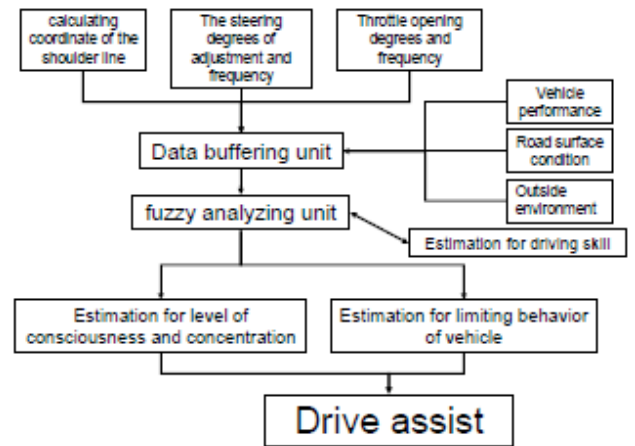 calculating
coordinate of the
shoulder line
The steering
degrees of
adjustment and
frequency
Throttle opening
degrees and
frequency
Vehicle
performance
Data buffering unit
Road surface
condition
Outside
environment
fuzzy analyzing unit
Estimation for driving skill
Estimation for level of
consciousness and concentration
Estimation for limiting behavior
of vehicle
Drive assist